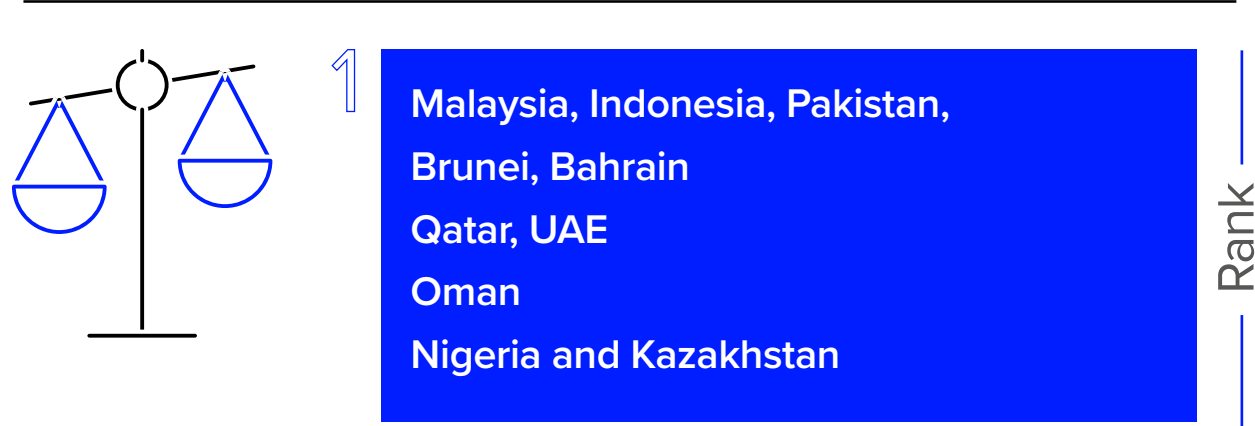 1
Malaysia, Indonesia, Pakistan,
Brunei, Bahrain
Qatar, UAE
Oman
Nigeria and Kazakhstan
Rank